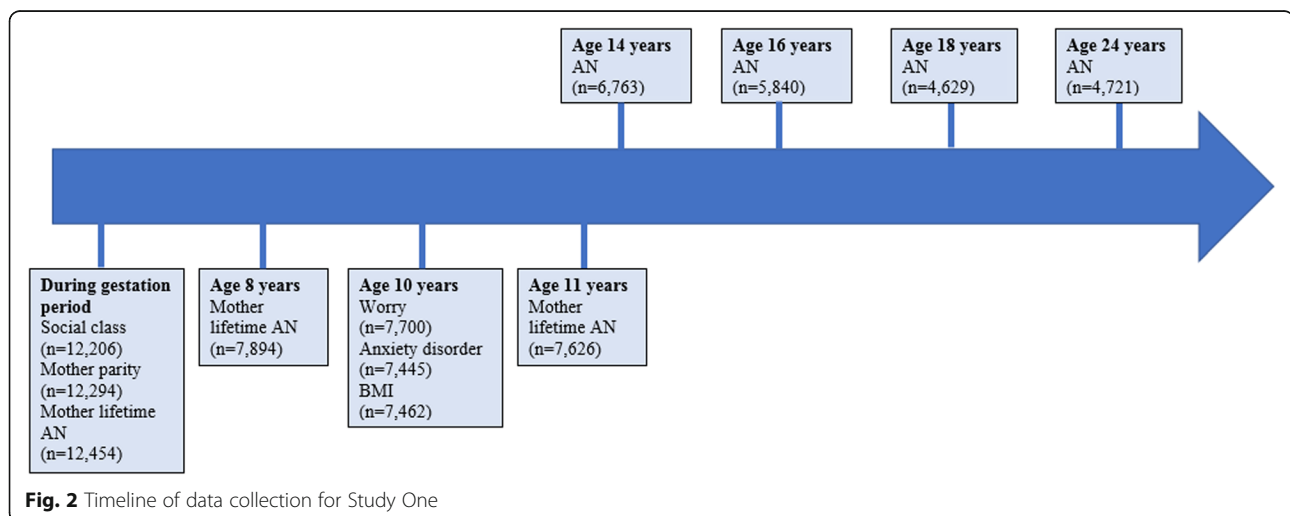 Age 14 years
AN
(n=6,763)
Age 16 years
AN
(n=5,840)
Age 18 years
AN
(n=4,629)
Age 24 years
AN
(n=4,721)
During gestation
period
Social class
(n=12,206)
Mother parity
(n=12,294)
Mother lifetime
AN
(n=12,454)
Age 8 years
Mother
lifetime AN
(n=7,894)
Age 10 years
Worry
(n=7,700)
Anxiety disorder
(n=7,445)
BMI
(n=7,462)
Age 11 years
Mother
lifetime AN
(n=7,626)
Fig. 2 Timeline of data collection for Study One